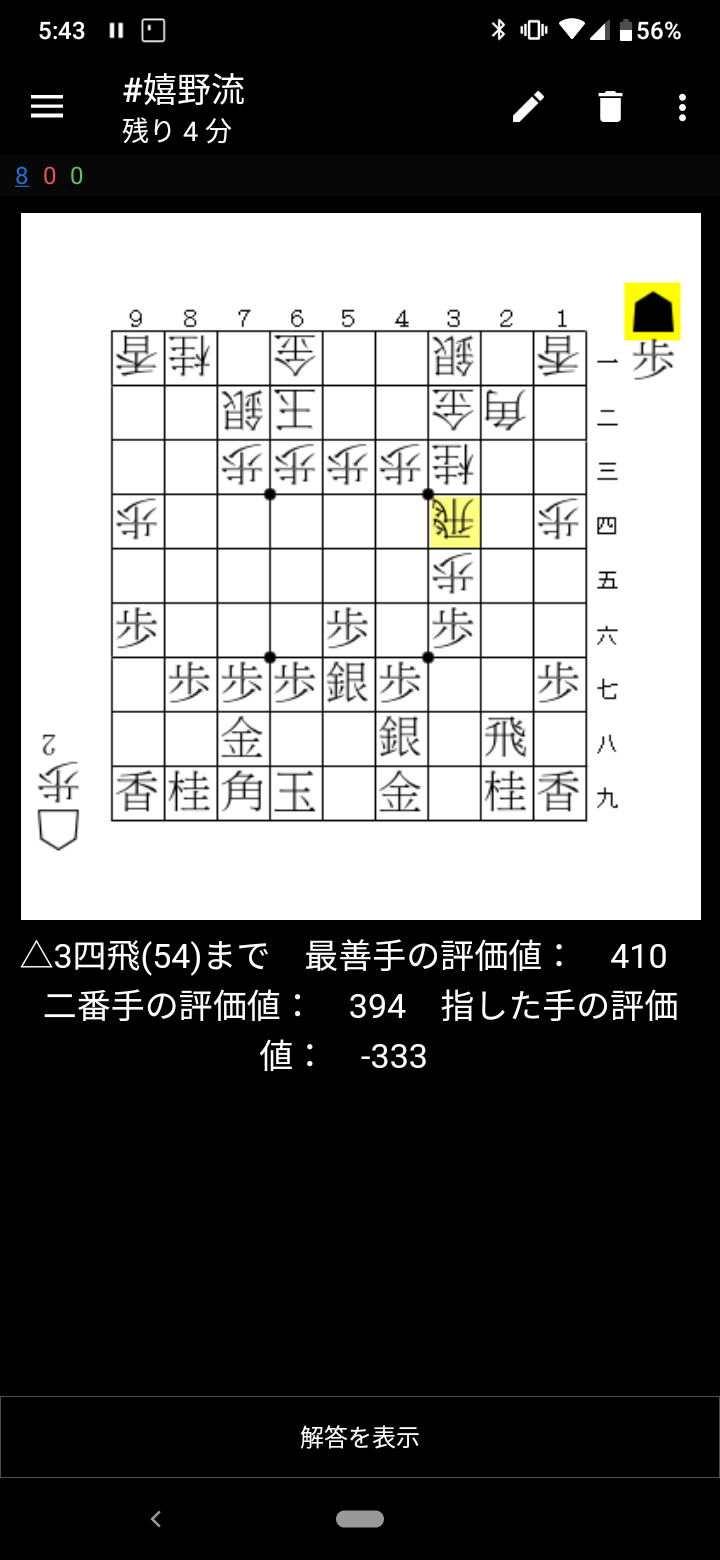 5:43 56%
#嬉野流
残り 4 分
8 0 0
9 8 7 6 5 4 3 2 1
香 桂 金 銀 香 一 歩
銀 王 金 角 二
歩 歩 歩 歩 桂 三
歩 飛 歩 四
歩 五
歩 歩 歩 六
歩 歩 歩 銀 歩 歩 七
2 金 銀 飛 八
歩 香 桂 角 玉 金 桂 香 九
△3四飛(54)まで 最善手の評価値： 410
二番手の評価値： 394 指した手の評価
値： -333
解答を表示